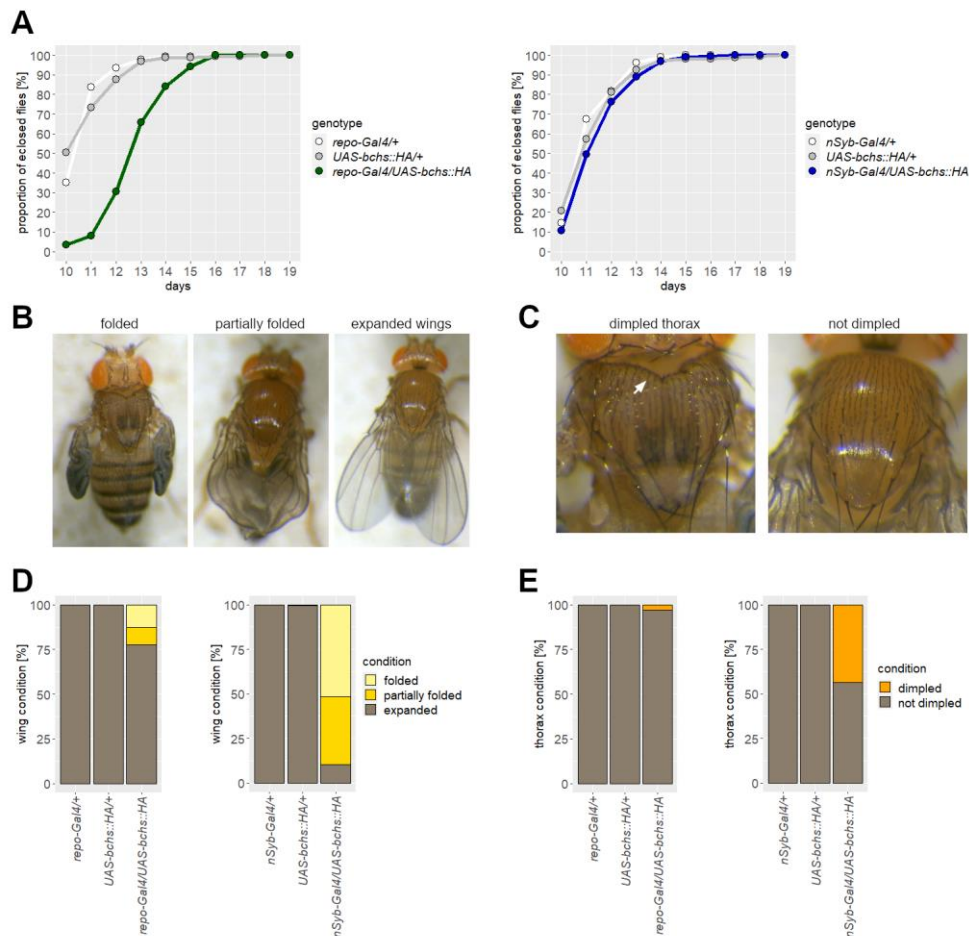 A
proportion of eclosed flies [%]
100
90
80
70
60
50
40
30
20
10
0
10 11 12 13 14 15 16 17 18 19
days
genotype
repo-Gal4/+
UAS-bchs::HA/+
repo-Gal4/UAS-bchs::HA
proportion of eclosed flies [%]
100
90
80
70
60
50
40
30
20
10
0
10 11 12 13 14 15 16 17 18 19
days
genotype
nSyb-Gal4/+
UAS-bchs::HA/+
nSyb-Gal4/UAS-bchs::HA
B
folded
partially folded
expanded wings
C
dimpled thorax
not dimpled
D
wing condition [%]
100
75
50
25
0
repo-Gal4/+
UAS-bchs::HA/+
repo-Gal4/UAS-bchs::HA
wing condition [%]
100
75
50
25
0
nSyb-Gal4/+
UAS-bchs::HA/+
nSyb-Gal4/UAS-bchs::HA
condition
folded
partially folded
expanded
E
thorax condition [%]
100
75
50
25
0
repo-Gal4/+
UAS-bchs::HA/+
repo-Gal4/UAS-bchs::HA
thorax condition [%]
100
75
50
25
0
nSyb-Gal4/+
UAS-bchs::HA/+
nSyb-Gal4/UAS-bchs::HA
condition
dimpled
not dimpled